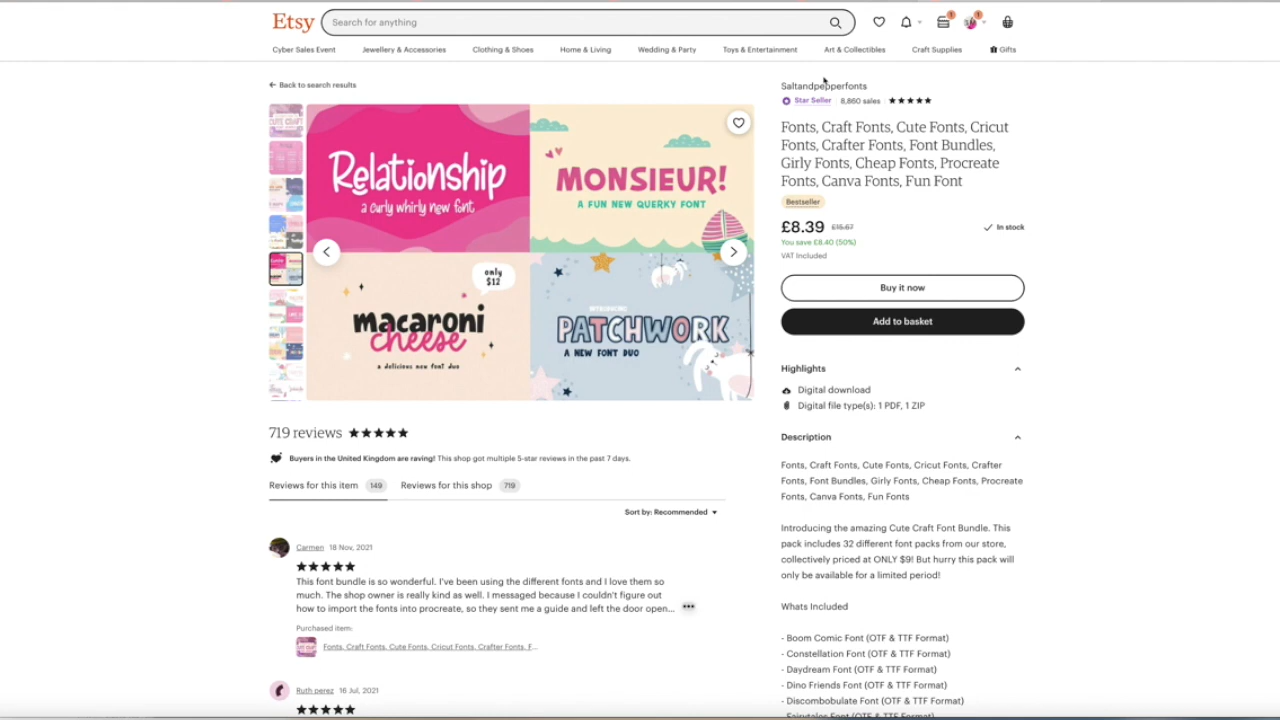 Etsy
Search for anything
1
1
Cyber Sales Event
Jewellery & Accessories
Clothing & Shoes
Home & Living
Wedding & Party
Toys & Entertainment
Art & Collectibles
Craft Supplies
Gifts
Back to search results
Relationship
a curly whirly new font
MONSIEUR!
A FUN NEW QUERKY FONT
only
$12
macaroni
cheese
a delicious new font duo
PATCHWORK
A NEW FONT DUO
Saltandpepperfonts
Star Seller
8,860 sales
Fonts, Craft Fonts, Cute Fonts, Cricut
Fonts, Crafter Fonts, Font Bundles,
Girly Fonts, Cheap Fonts, Procreate
Fonts, Canva Fonts, Fun Font
Bestseller
£8.39 £15.67
In stock
You save £8.40 (50%)
VAT Included
Buy it now
Add to basket
Highlights
Digital download
Digital file type(s): 1 PDF, 1 ZIP
Description
Fonts, Craft Fonts, Cute Fonts, Cricut Fonts, Crafter
Fonts, Font Bundles, Girly Fonts, Cheap Fonts, Procreate
Fonts, Canva Fonts, Fun Fonts
Introducing the amazing Cute Craft Font Bundle. This
pack includes 32 different font packs from our store,
collectively priced at ONLY $9! But hurry this pack will
only be available for a limited period!
Whats Included
- Boom Comic Font (OTF & TTF Format)
- Constellation Font (OTF & TTF Format)
- Daydream Font (OTF & TTF Format)
- Dino Friends Font (OTF & TTF Format)
- Discombobulate Font (OTF & TTF Format)
- Fairytales Font (OTF & TTF Format)
719 reviews
Buyers in the United Kingdom are raving! This shop got multiple 5-star reviews in the past 7 days.
Reviews for this item 149
Reviews for this shop 719
Sort by: Recommended
Carmen 18 Nov, 2021
This font bundle is so wonderful. I've been using the different fonts and I love them so
much. The shop owner is really kind as well. I messaged because I couldn't figure out
how to import the fonts into procreate, so they sent me a guide and left the door open...
Purchased item:
Fonts, Craft Fonts, Cute Fonts, Cricut Fonts, Crafter Fonts, F...
Ruth perez 16 Jul, 2021